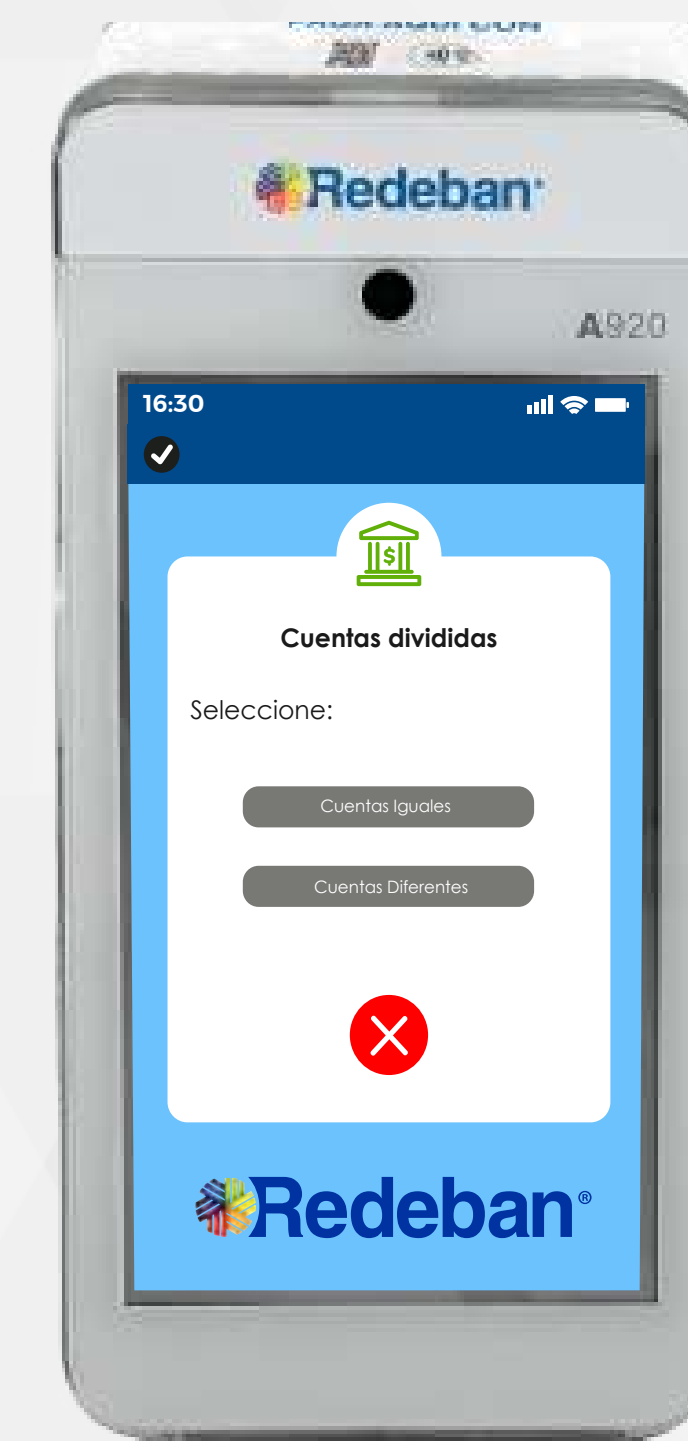 Redeban
A920
16:30
$
Cuentas divididas
Seleccione:
Cuentas Iguales
Cuentas Diferentes
Redeban®